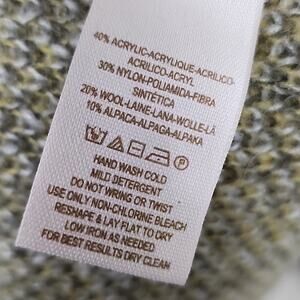 40% ACRYLIC-ACRYLIQUE-ACRILICO-
ACRÍLICO-ACRYL
30% NYLON-POLIAMIDA-FIBRA
SINTÉTICA
20% WOOL-LAINE-LANA-WOLLE-LÃ
10% ALPACA-ALPAGA-ALPAKA
P
HAND WASH COLD
MILD DETERGENT
DO NOT WRING OR TWIST
USE ONLY NON-CHLORINE BLEACH
RESHAPE & LAY FLAT TO DRY
LOW IRON AS NEEDED
FOR BEST RESULTS DRY CLEAN